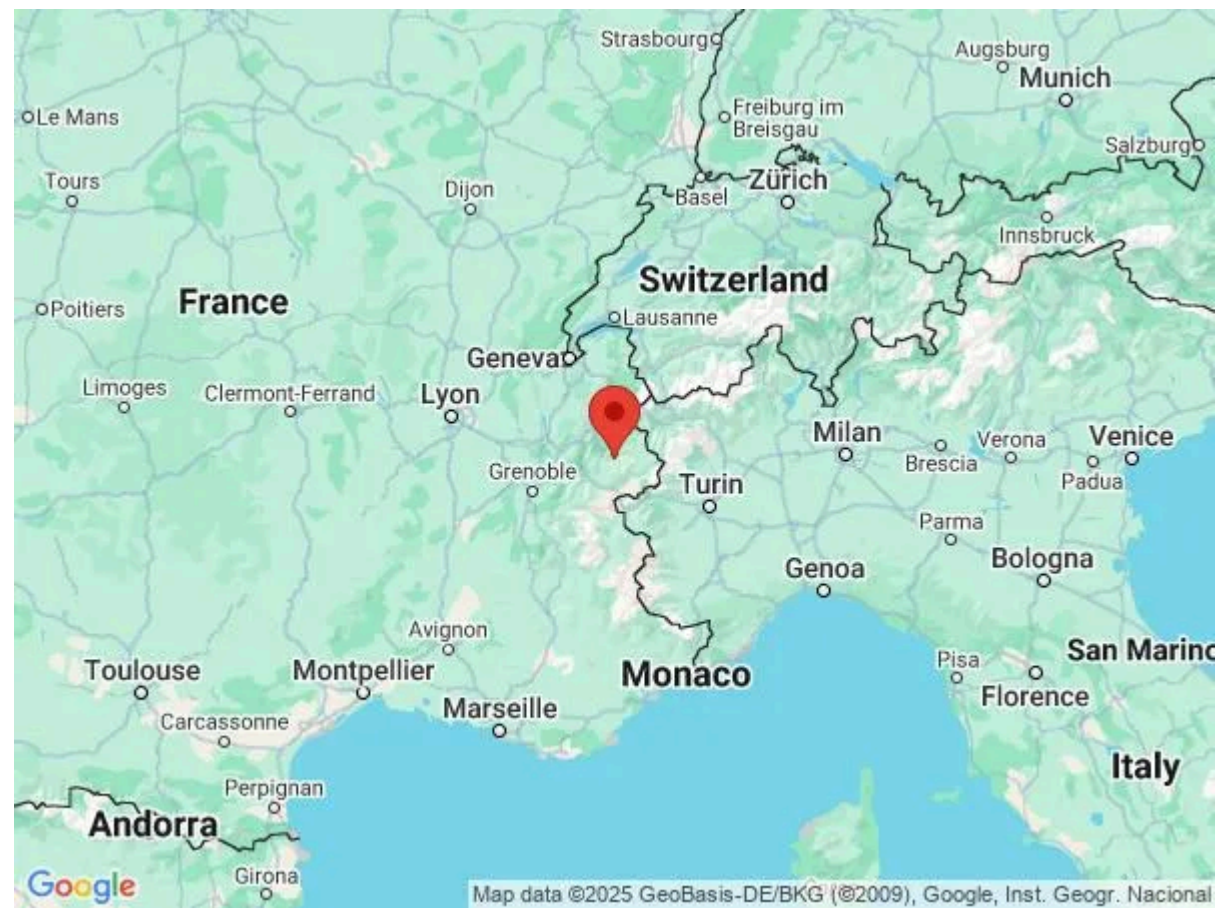 Strasbourg
Augsburg
Munich
Le Mans
Freiburg im
Breisgau
Salzburg
Tours
Dijon
Basel
Zürich
Innsbruck
Switzerland
France
Poitiers
Lausanne
Geneva
Limoges
Clermont-Ferrand
Lyon
Milan
Verona
Venice
Brescia
Padua
Grenoble
Turin
Parma
Bologna
Genoa
Avignon
San Marino
Toulouse
Montpellier
Monaco
Pisa
Florence
Marseille
Carcassonne
Italy
Perpignan
Andorra
Girona
Google
Map data ©2025 GeoBasis-DE/BKG (©2009), Google, Inst. Geogr. Nacional